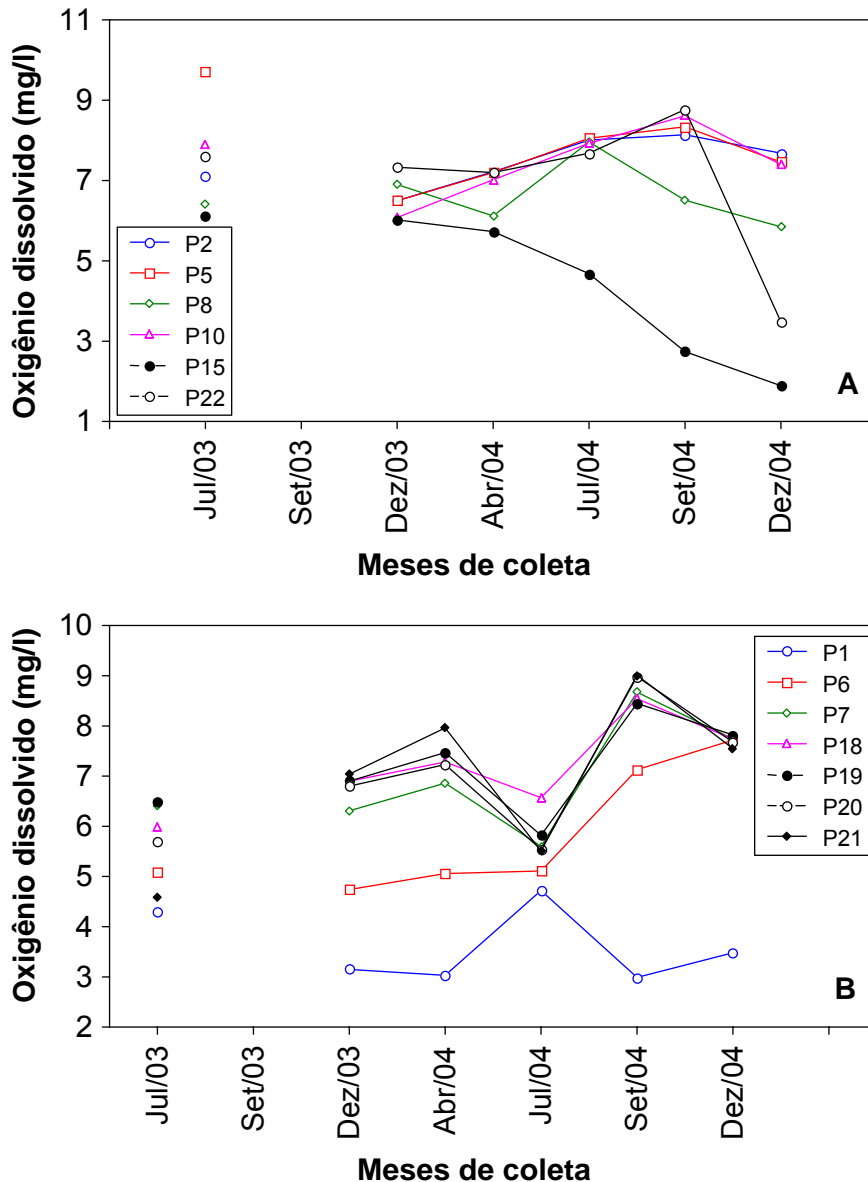 Oxigênio dissolvido (mg/l)
11
9
7
5
3
1
P2
P5
P8
P10
P15
P22
A
Jul/03
Set/03
Dez/03
Abr/04
Jul/04
Set/04
Dez/04
Meses de coleta
Oxigênio dissolvido (mg/l)
10
9
8
7
6
5
4
3
2
P1
P6
P7
P18
P19
P20
P21
B
Jul/03
Set/03
Dez/03
Abr/04
Jul/04
Set/04
Dez/04
Meses de coleta